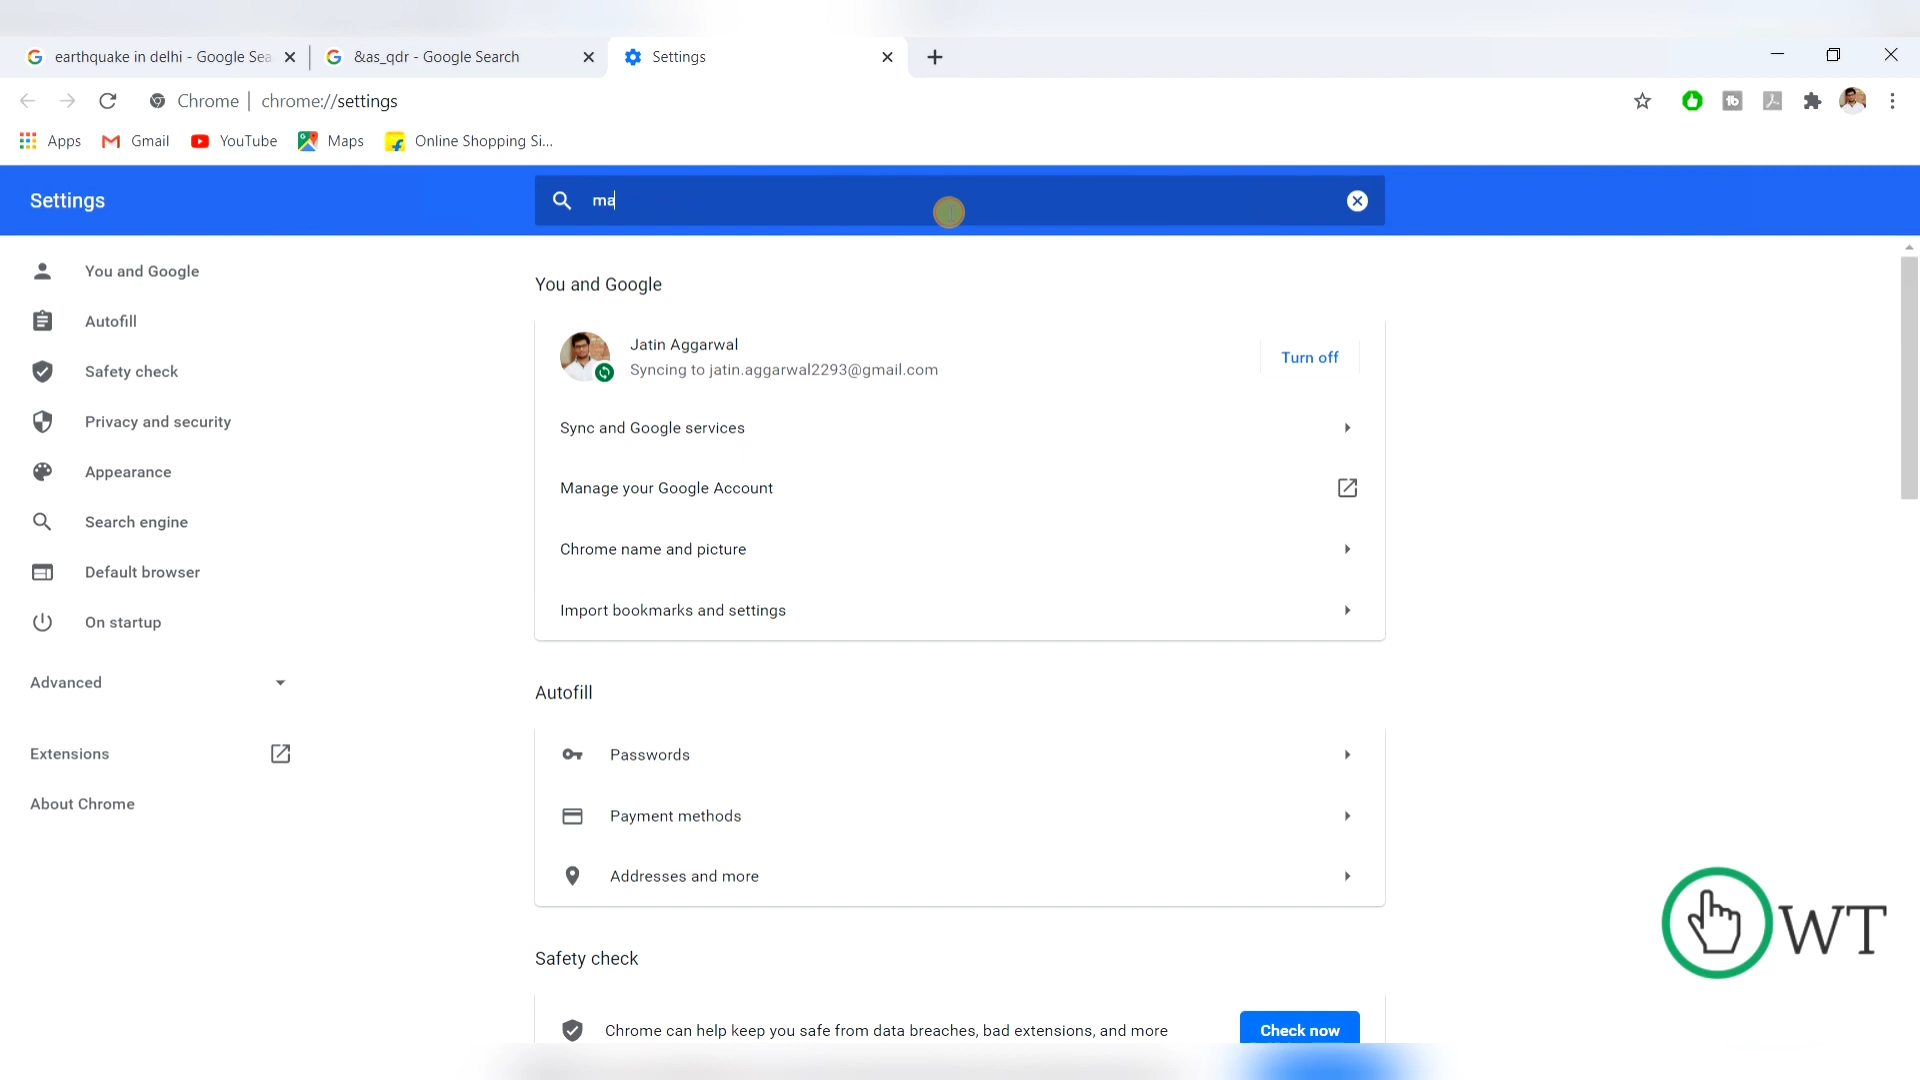 earthquake in delhi - Google Sea
&as_qdr - Google Search
Settings
Chrome | chrome://settings
Apps
Gmail
YouTube
Maps
Online Shopping Si...
Settings
ma
You and Google
Autofill
Safety check
Privacy and security
Appearance
Search engine
Default browser
On startup
Advanced
Extensions
About Chrome
You and Google
Jatin Aggarwal
Syncing to jatin.aggarwal2293@gmail.com
Turn off
Sync and Google services
Manage your Google Account
Chrome name and picture
Import bookmarks and settings
Autofill
Passwords
Payment methods
Addresses and more
Safety check
Chrome can help keep you safe from data breaches, bad extensions, and more
Check now
WT